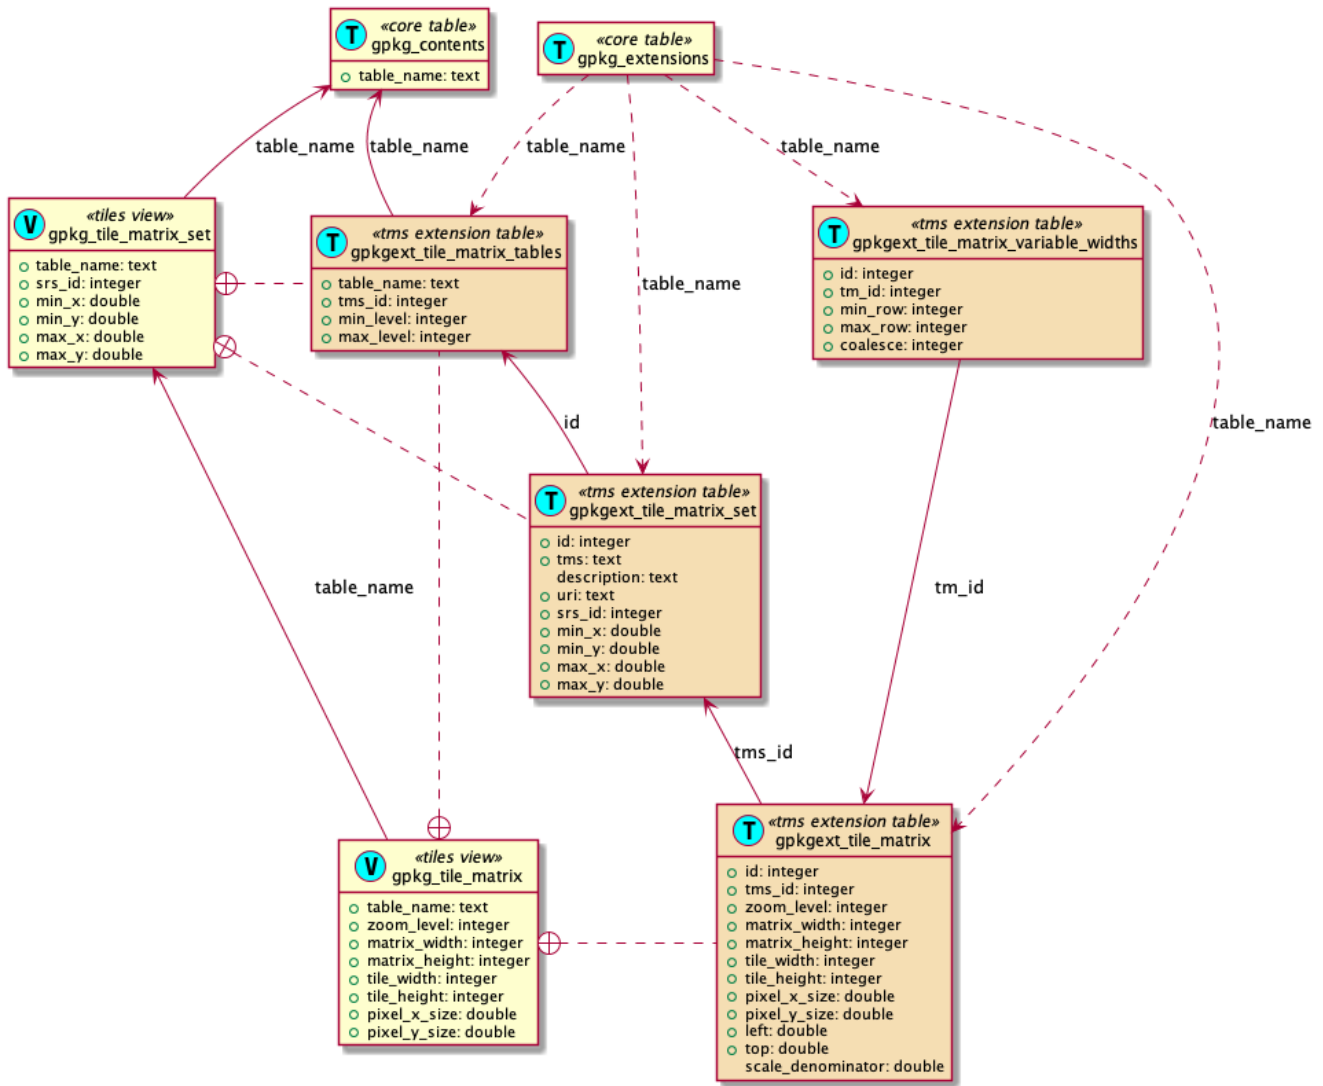 T
«core table»
gpkg_contents
table_name: text
T
«core table»
gpkg_extensions
table_name
table_name
table_name
table_name
V
«tiles view»
gpkg_tile_matrix_set
table_name: text
srs_id: integer
min_x: double
min_y: double
max_x: double
max_y: double
T
«tms extension table»
gpkgext_tile_matrix_tables
table_name: text
tms_id: integer
min_level: integer
max_level: integer
T
«tms extension table»
gpkgext_tile_matrix_variable_widths
id: integer
tm_id: integer
min_row: integer
max_row: integer
coalesce: integer
table_name
id
table_name
T
«tms extension table»
gpkgext_tile_matrix_set
id: integer
tms: text
description: text
uri: text
srs_id: integer
min_x: double
min_y: double
max_x: double
max_y: double
table_name
tm_id
tms_id
V
«tiles view»
gpkg_tile_matrix
table_name: text
zoom_level: integer
matrix_width: integer
matrix_height: integer
tile_width: integer
tile_height: integer
pixel_x_size: double
pixel_y_size: double
T
«tms extension table»
gpkgext_tile_matrix
id: integer
tms_id: integer
zoom_level: integer
matrix_width: integer
matrix_height: integer
tile_width: integer
tile_height: integer
pixel_x_size: double
pixel_y_size: double
left: double
top: double
scale_denominator: double